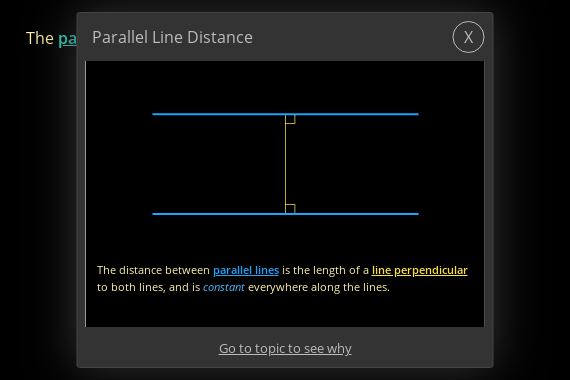 The pa
Parallel Line Distance
X
The distance between parallel lines is the length of a line perpendicular
to both lines, and is constant everywhere along the lines.
Go to topic to see why